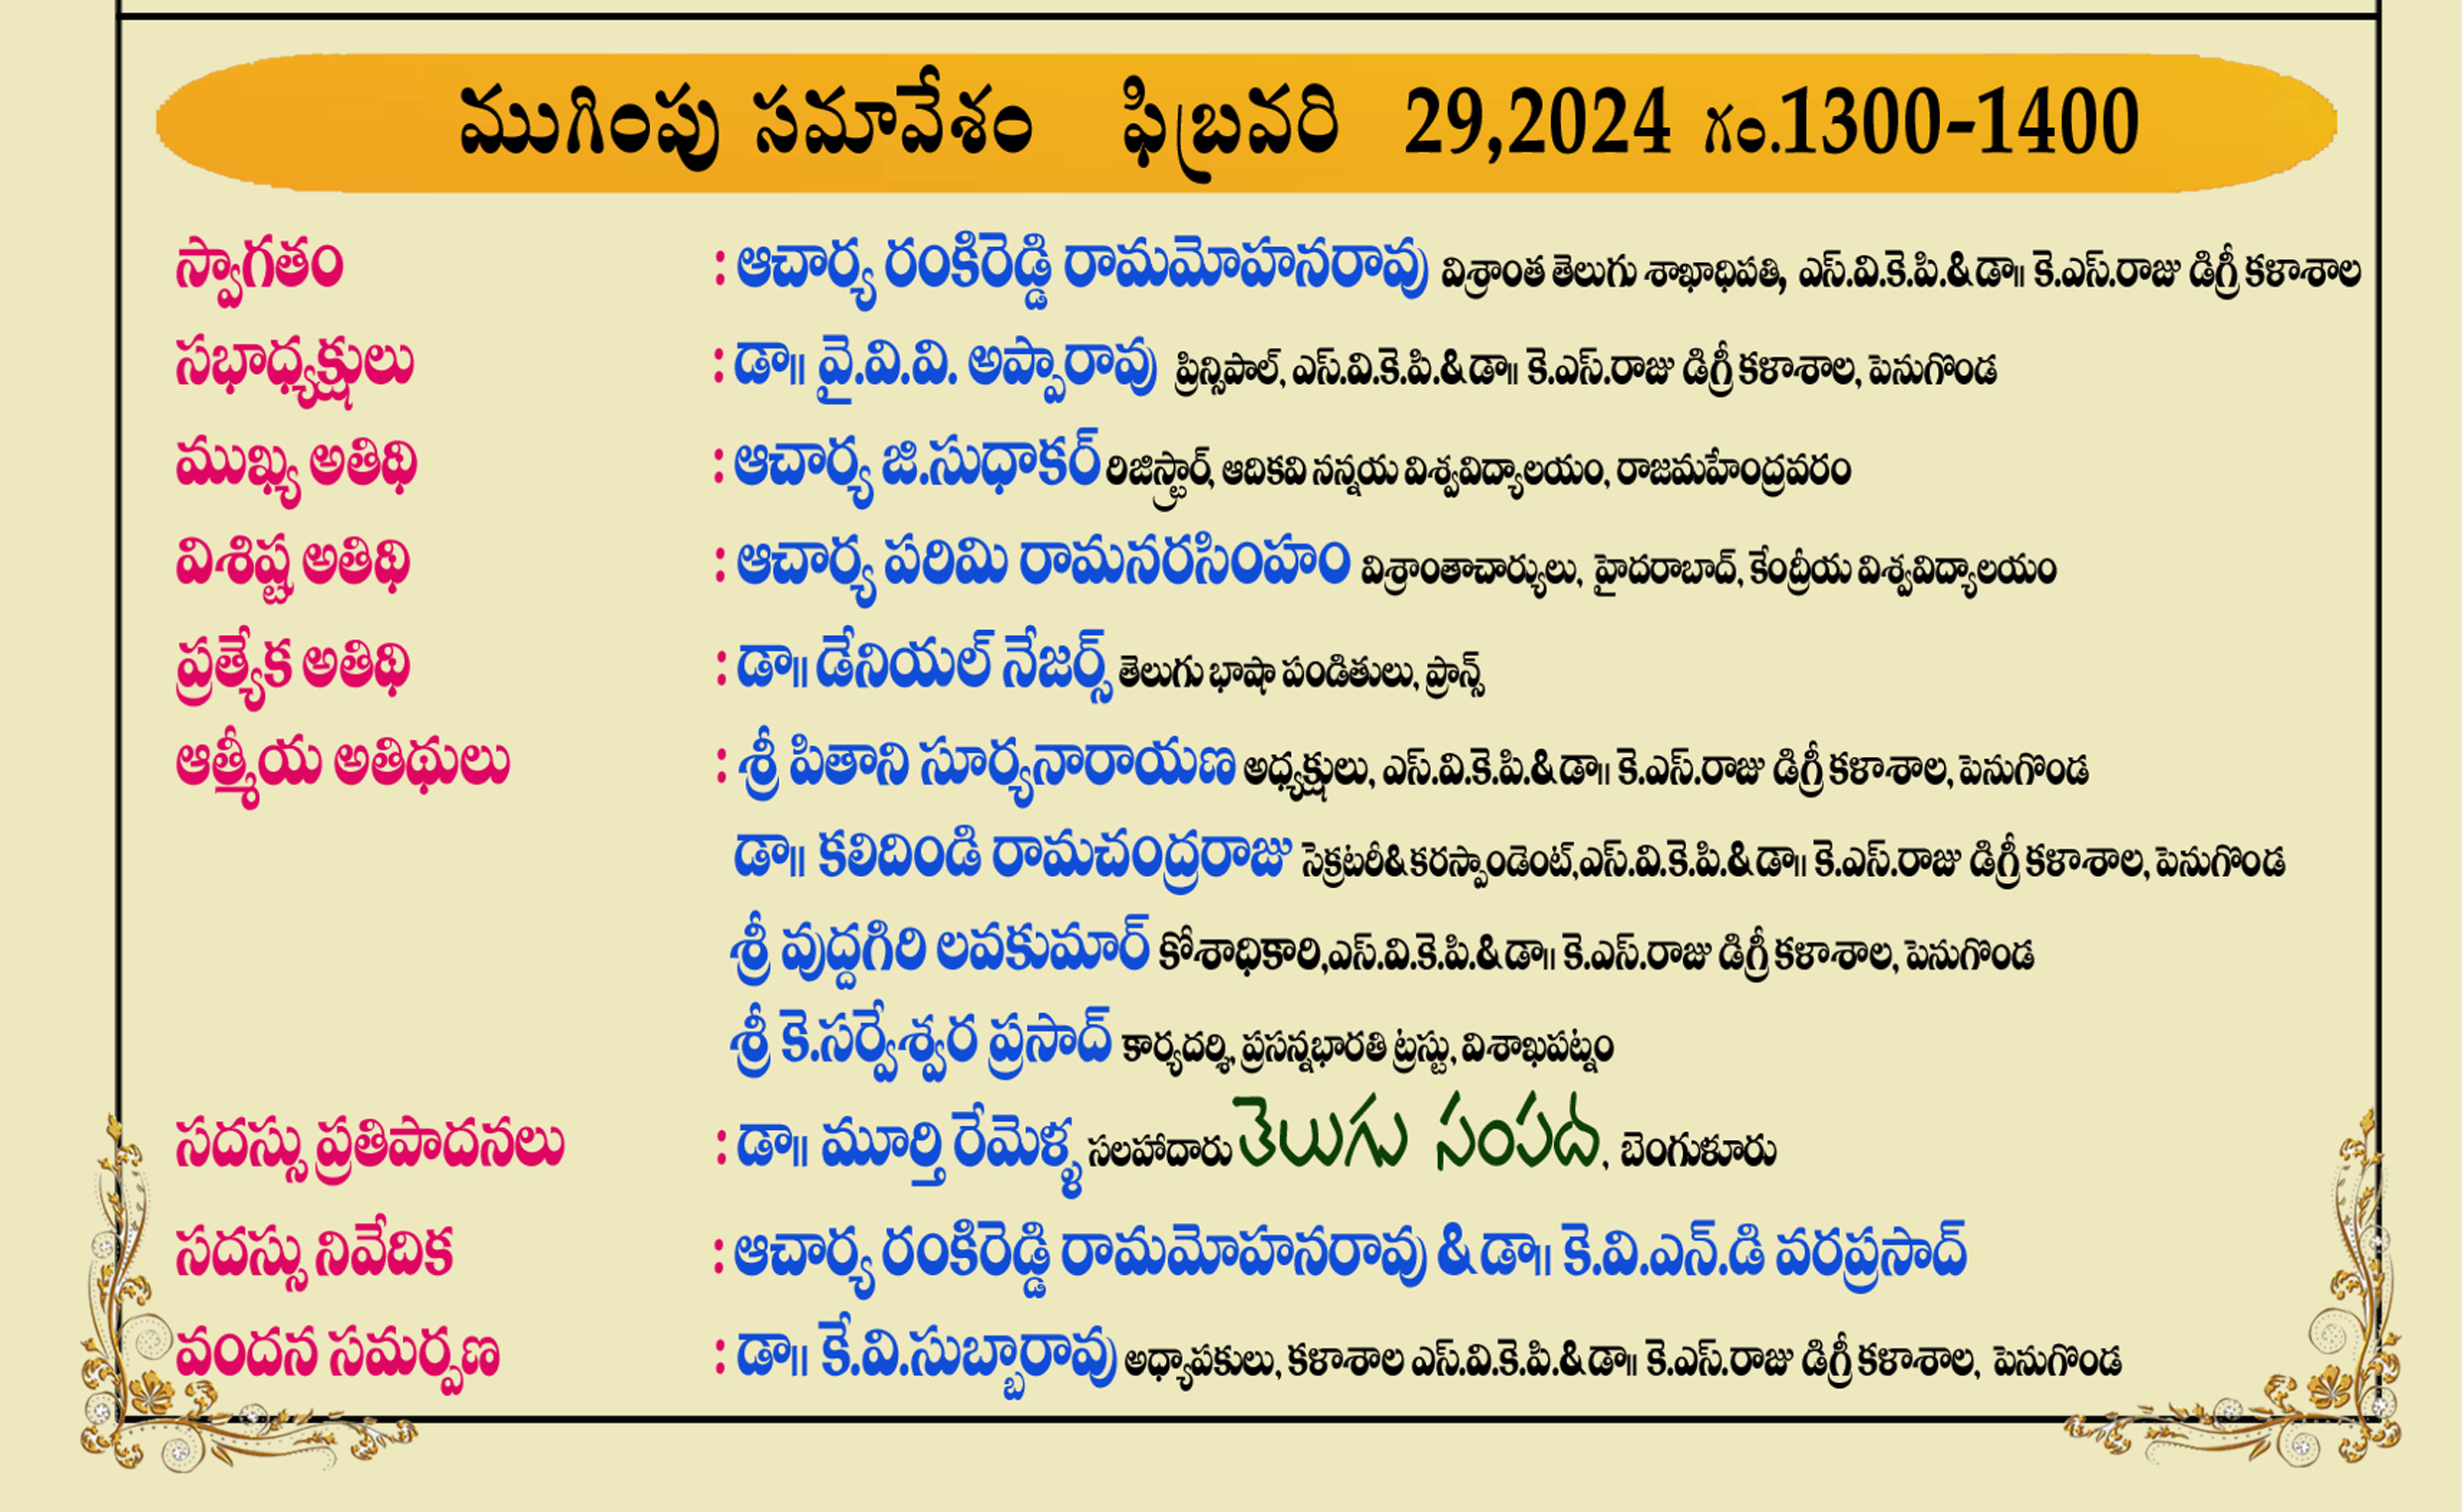 ముగింపు సమావేశం ఫిబ్రవరి 29,2024 గం.1300-1400
స్వాగతం : ఆచార్య రంకిరెడ్డి రామమోహనరావు విశ్రాంత తెలుగు శాఖాధిపతి, ఎస్.వి.కె.పి.&డా॥ కె.ఎస్.రాజు డిగ్రీ కళాశాల
సభాధ్యక్షులు : డా॥ వై.వి.వి. అప్పారావు ప్రిన్సిపాల్, ఎస్.వి.కె.పి.&డా॥ కె.ఎస్.రాజు డిగ్రీ కళాశాల, పెనుగొండ
ముఖ్య అతిథి : ఆచార్య జి.సుధాకర్ రిజిస్ట్రార్, ఆదికవి నన్నయ విశ్వవిద్యాలయం, రాజమహేంద్రవరం
విశిష్ట అతిథి : ఆచార్య పరిమి రామనరసింహం విశ్రాంతాచార్యులు, హైదరాబాద్, కేంద్రీయ విశ్వవిద్యాలయం
ప్రత్యేక అతిథి : డా॥ డేనియల్ నేజర్స్ తెలుగు భాషా పండితులు, ఫ్రాన్స్
ఆత్మీయ అతిథులు : శ్రీ పితాని సూర్యనారాయణ అధ్యక్షులు, ఎస్.వి.కె.పి.&డా॥ కె.ఎస్.రాజు డిగ్రీ కళాశాల, పెనుగొండ
డా॥ కలిదిండి రామచంద్రరాజు సెక్రటరీ&కరస్పాండెంట్,ఎస్.వి.కె.పి.&డా॥ కె.ఎస్.రాజు డిగ్రీ కళాశాల, పెనుగొండ
శ్రీ వుద్దగిరి లవకుమార్ కోశాధికారి,ఎస్.వి.కె.పి.&డా॥ కె.ఎస్.రాజు డిగ్రీ కళాశాల, పెనుగొండ
శ్రీ కె.సర్వేశ్వర ప్రసాద్ కార్యదర్శి, ప్రసన్నభారతి ట్రస్టు, విశాఖపట్నం
సదస్సు ప్రతిపాదనలు : డా॥ మూర్తి రేమెళ్ళ సలహాదారు తెలుగు సంపద, బెంగుళూరు
సదస్సు నివేదిక : ఆచార్య రంకిరెడ్డి రామమోహనరావు &డా॥ కె.వి.ఎన్.డి వరప్రసాద్
వందన సమర్పణ : డా॥ కే.వి.సుబ్బారావు అధ్యాపకులు, కళాశాల ఎస్.వి.కె.పి.&డా॥ కె.ఎస్.రాజు డిగ్రీ కళాశాల, పెనుగొండ